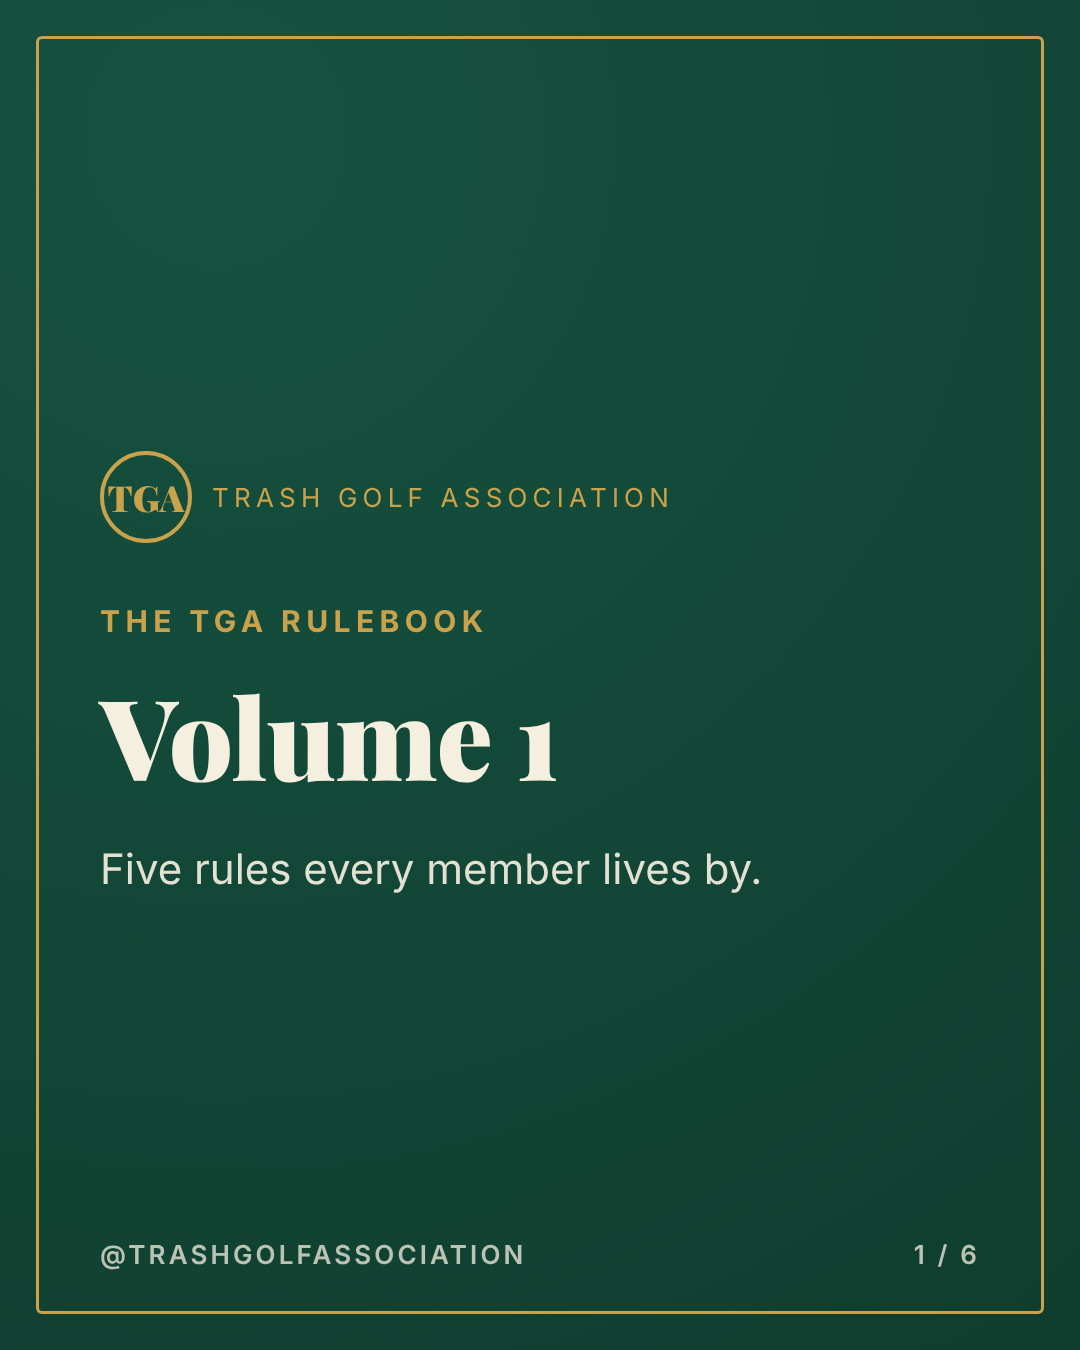 TGA
TRASH GOLF ASSOCIATION
THE TGA RULEBOOK
Volume 1
Five rules every member lives by.
@TRASHGOLFASSOCIATION
1 / 6